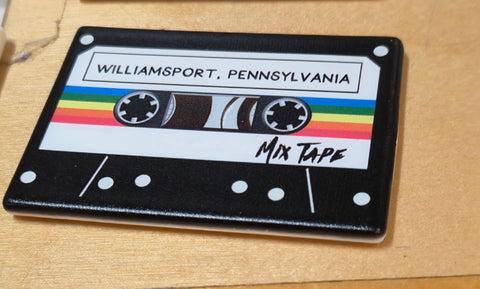 WILLIAMSPORT, PENNSYLVANIA
MIX TAPE